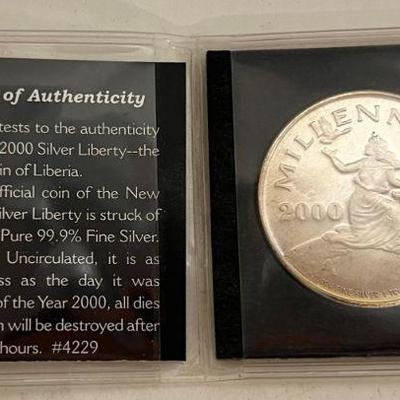 of Authenticity
tests to the authenticity
2000 Silver Liberty--the
in of Liberia.
fficial coin of the New
ilver Liberty is struck of
Pure 99.9% Fine Silver.
Uncirculated, it is as
ss as the day it was
of the Year 2000, all dies
n will be destroyed after
hours. #4229
MILLENN
2000
FINE SILVER